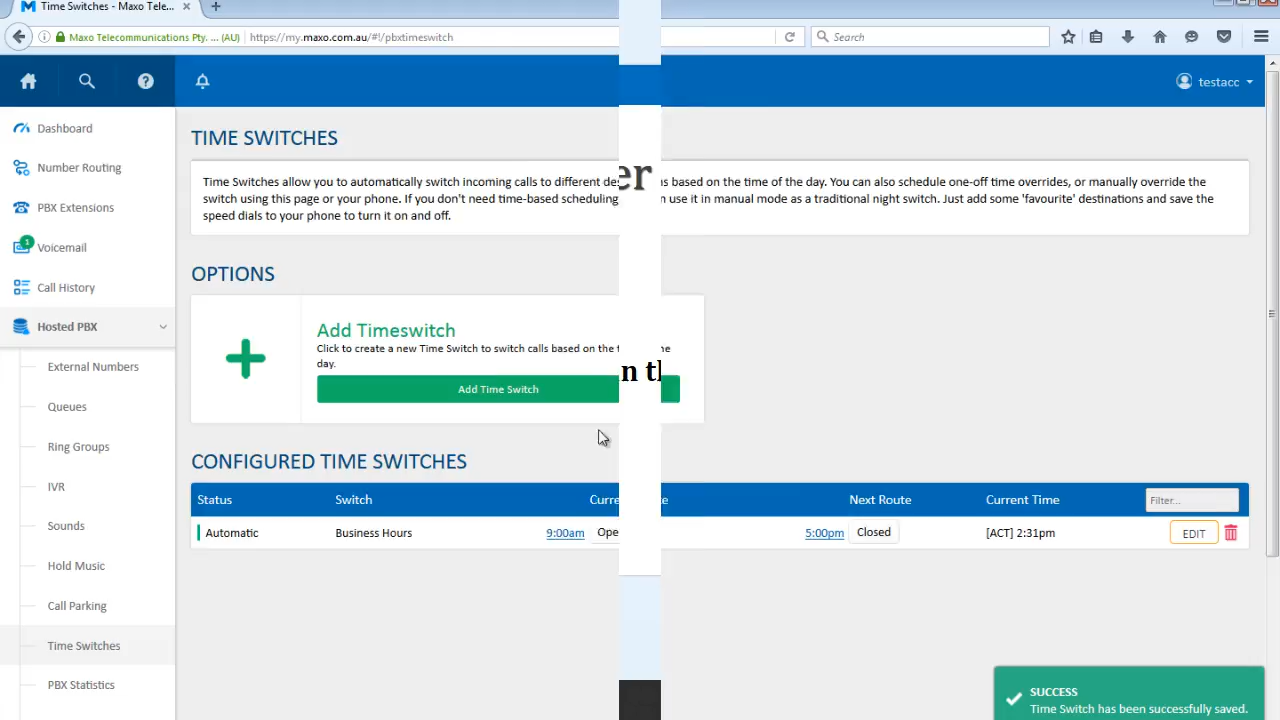 Time Switches - Maxo Tele...
Maxo Telecommunications Pty. ... (AU)
https://my.maxo.com.au/#!/pbxtimeswitch
Search
testacc
Dashboard
Number Routing
PBX Extensions
1
Voicemail
Call History
Hosted PBX
External Numbers
Queues
Ring Groups
IVR
Sounds
Hold Music
Call Parking
Time Switches
PBX Statistics
TIME SWITCHES
Time Switches allow you to automatically switch incoming calls to different des s based on the time of the day. You can also schedule one-off time overrides, or manually override the
switch using this page or your phone. If you don't need time-based scheduling n use it in manual mode as a traditional night switch. Just add some 'favourite' destinations and save the
speed dials to your phone to turn it on and off.
er
OPTIONS
Add Timeswitch
Click to create a new Time Switch to switch calls based on the t e
day.
n th
Add Time Switch
CONFIGURED TIME SWITCHES
Status Switch Curre e Next Route Current Time Filter...
Automatic Business Hours 9:00am Ope 5:00pm Closed [ACT] 2:31pm EDIT
SUCCESS
Time Switch has been successfully saved.